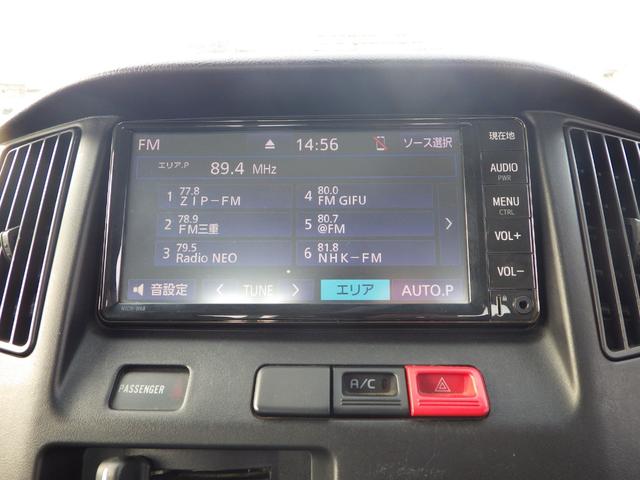 FM 14:56 ソース選択
エリア.P 89.4 MHz
1 77.8 ZIP-FM
4 80.0 FM GIFU
2 78.9 FM三重
5 80.7 @FM
3 79.5 Radio NEO
6 81.8 NHK-FM
音設定 < TUNE > エリア AUTO.P
現在地
AUDIO
PWR
MENU
CTRL
VOL+
VOL-
PASSENGER
A/C